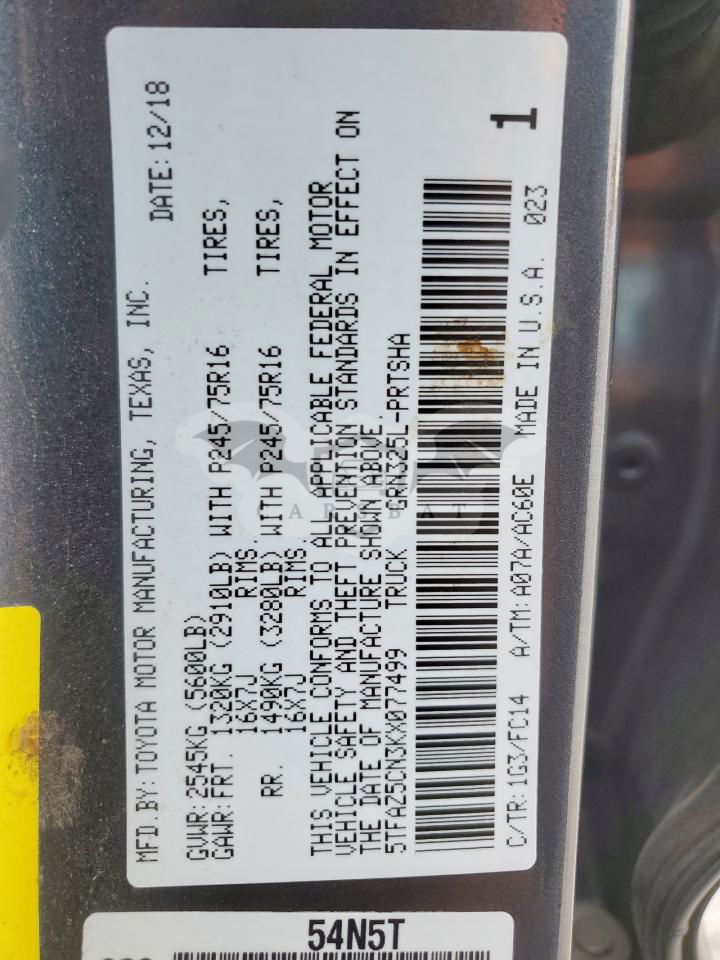 MFD.BY: TOYOTA MOTOR MANUFACTURING, TEXAS, INC.
DATE: 12/18
GVWR: 2545KG (5600LB)
GAWR: FRT. 1320KG (2910LB) WITH P245/75R16 TIRES,
16X7J RIMS
RR. 1490KG (3280LB) WITH P245/75R16 TIRES,
16X7J RIMS
THIS VEHICLE CONFORMS TO ALL APPLICABLE FEDERAL MOTOR
VEHICLE SAFETY AND THEFT PREVENTION STANDARDS IN EFFECT ON
THE DATE OF MANUFACTURE SHOWN ABOVE.
5TFAZ5CN3KX077499 TRUCK GRN325L-PRTSHA
C/TR: 1G3/FC14 A/TM: A07A/AC60E MADE IN U.S.A. 023
1
54N5T